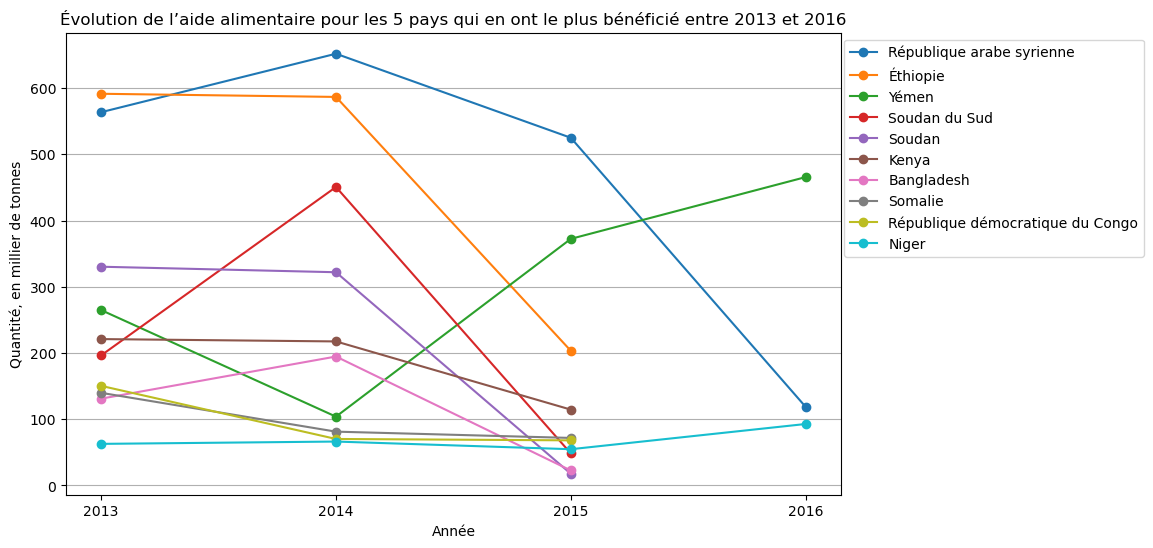 Évolution de l’aide alimentaire pour les 5 pays qui en ont le plus bénéficié entre 2013 et 2016
Quantité, en millier de tonnes
600
500
400
300
200
100
0
2013
2014
2015
2016
Année
République arabe syrienne
Éthiopie
Yémen
Soudan du Sud
Soudan
Kenya
Bangladesh
Somalie
République démocratique du Congo
Niger